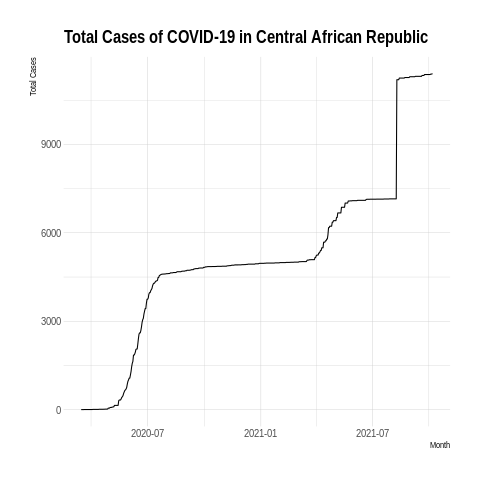 Total Cases of COVID-19 in Central African Republic
Total Cases
9000
6000
3000
0
2020-07 2021-01 2021-07
Month